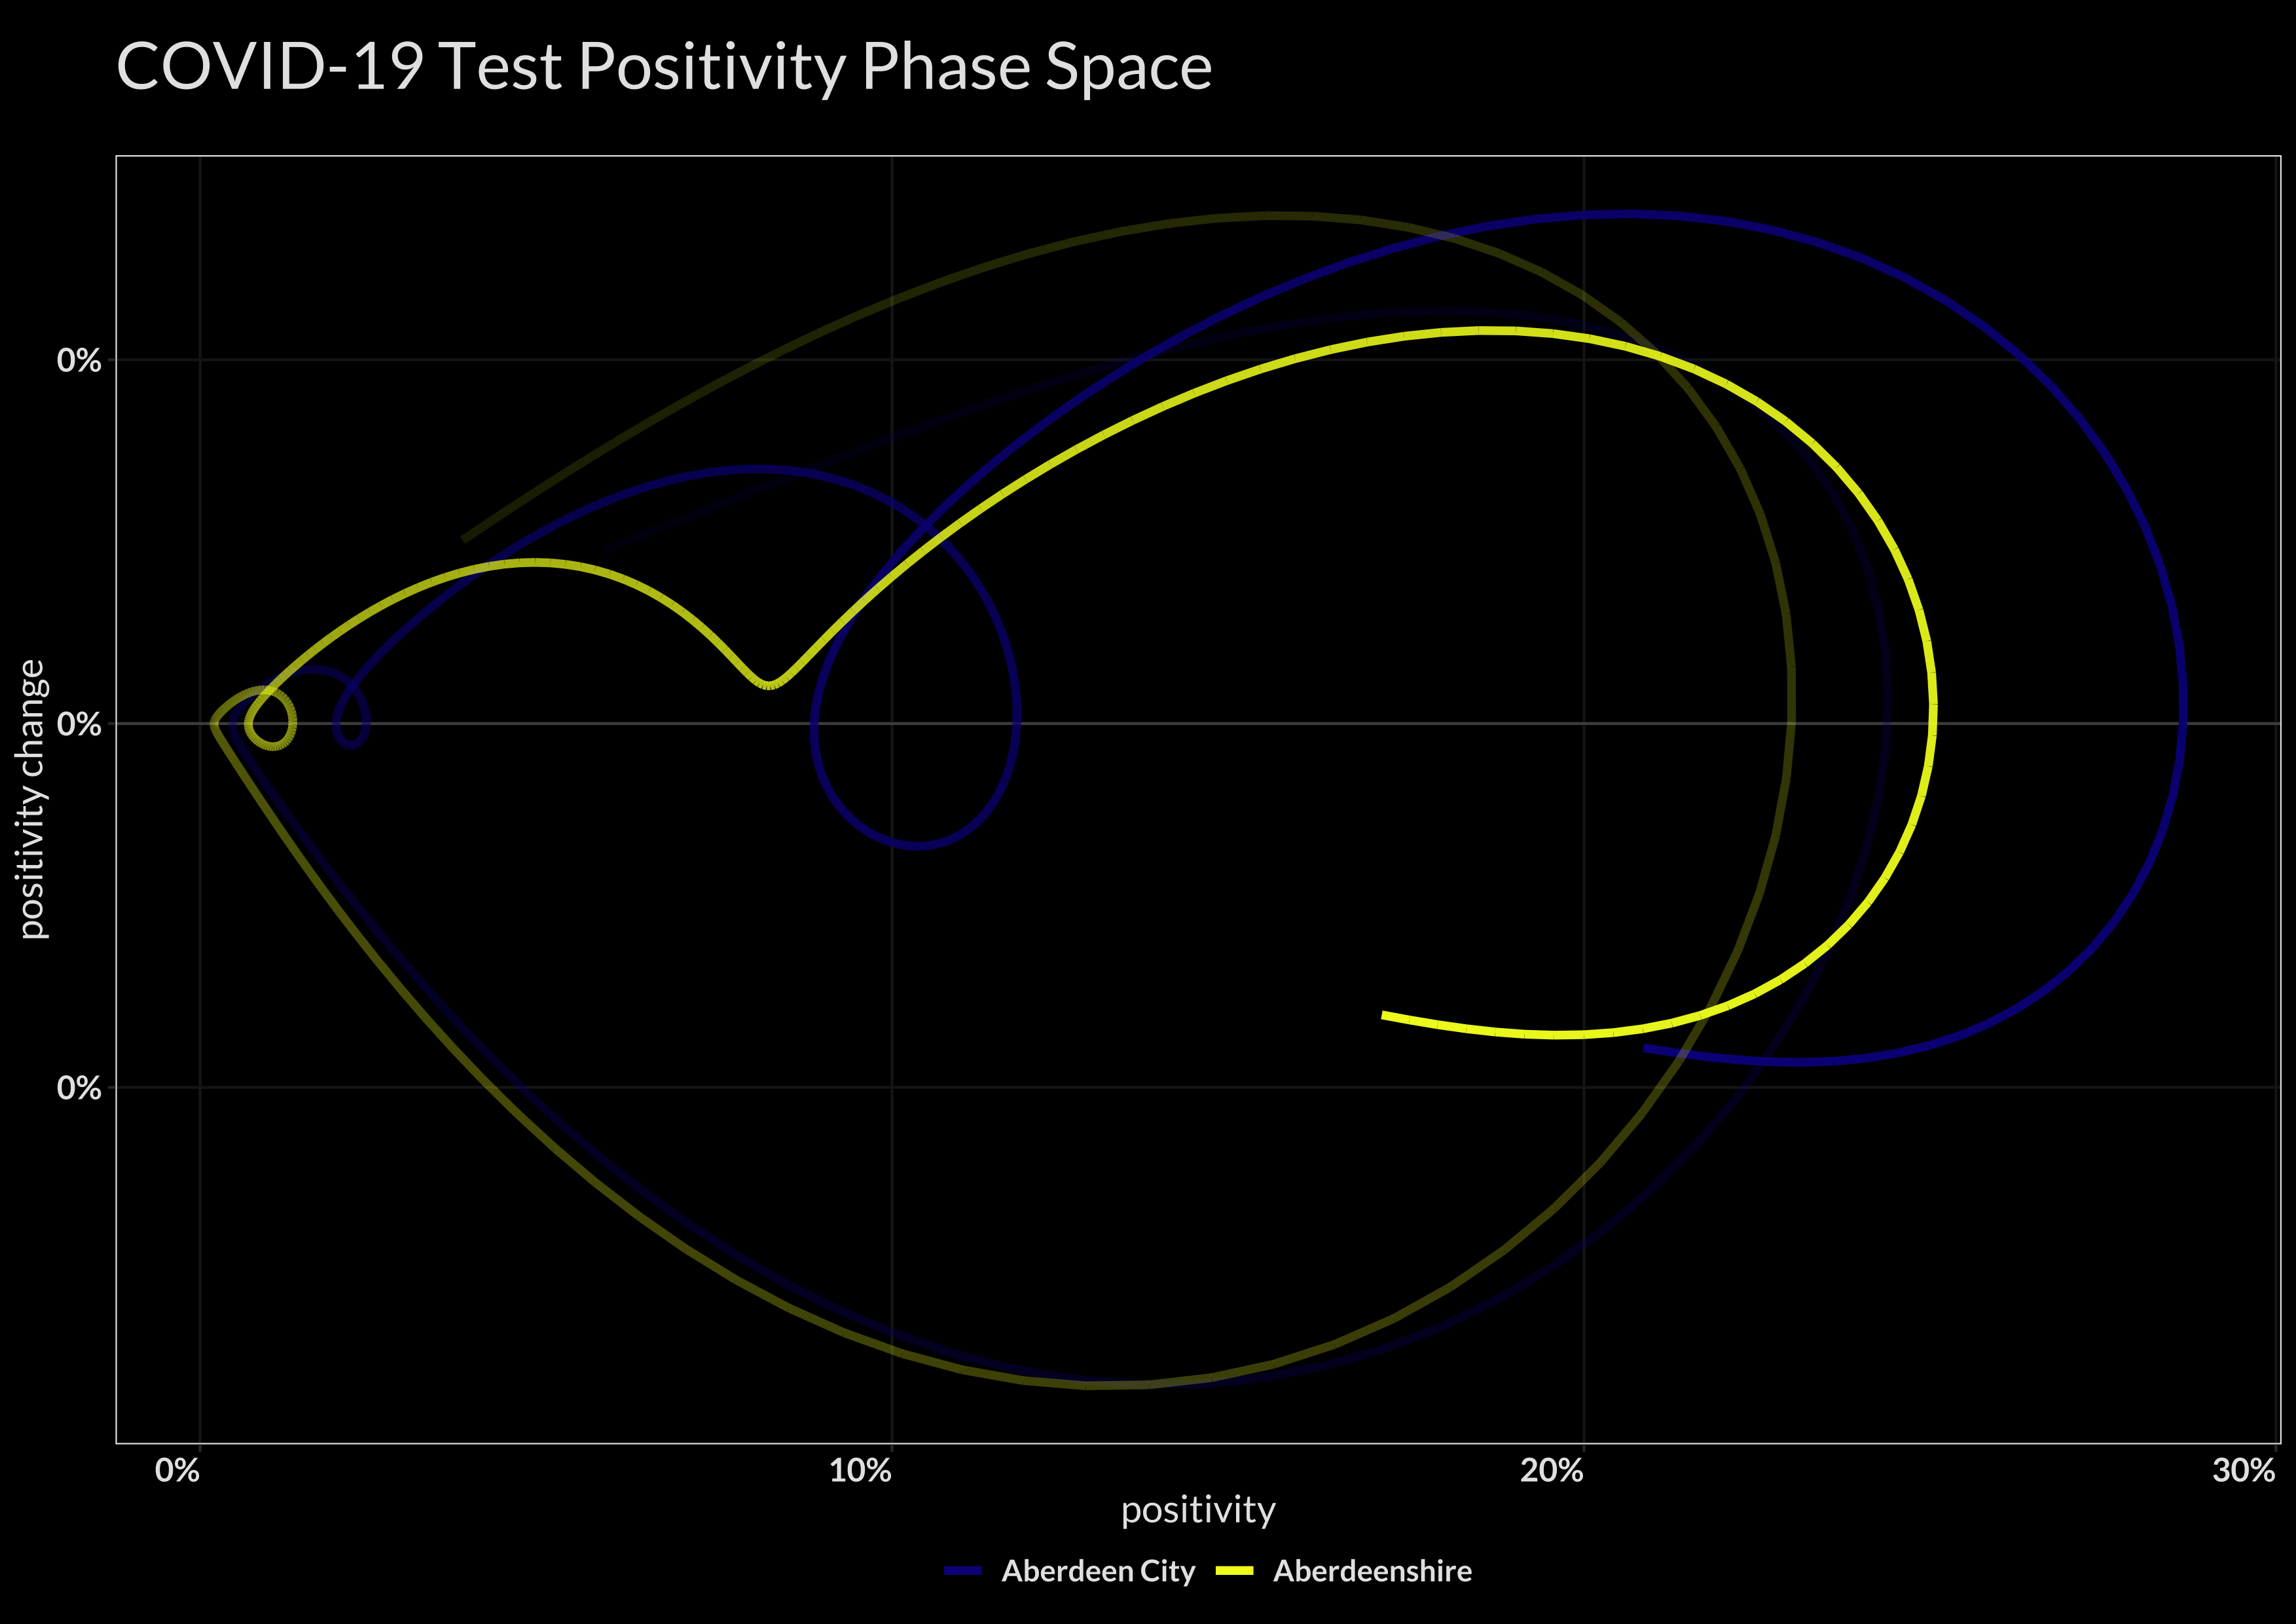 COVID-19 Test Positivity Phase Space
positivity change
0%
0%
0%
0% 10% 20% 30%
positivity
Aberdeen City Aberdeenshire